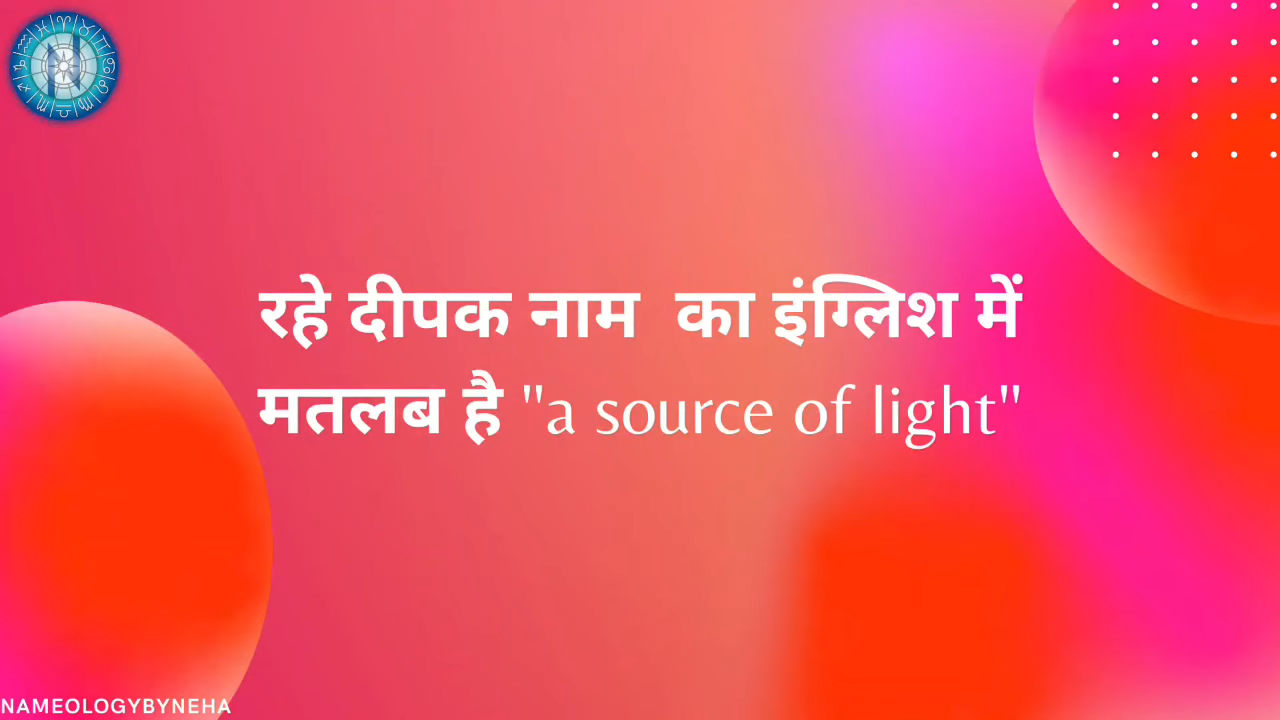 रहे दीपक नाम  का इंग्लिश में
मतलब है "a source of light"
NAMEOLOGYBYNEHA